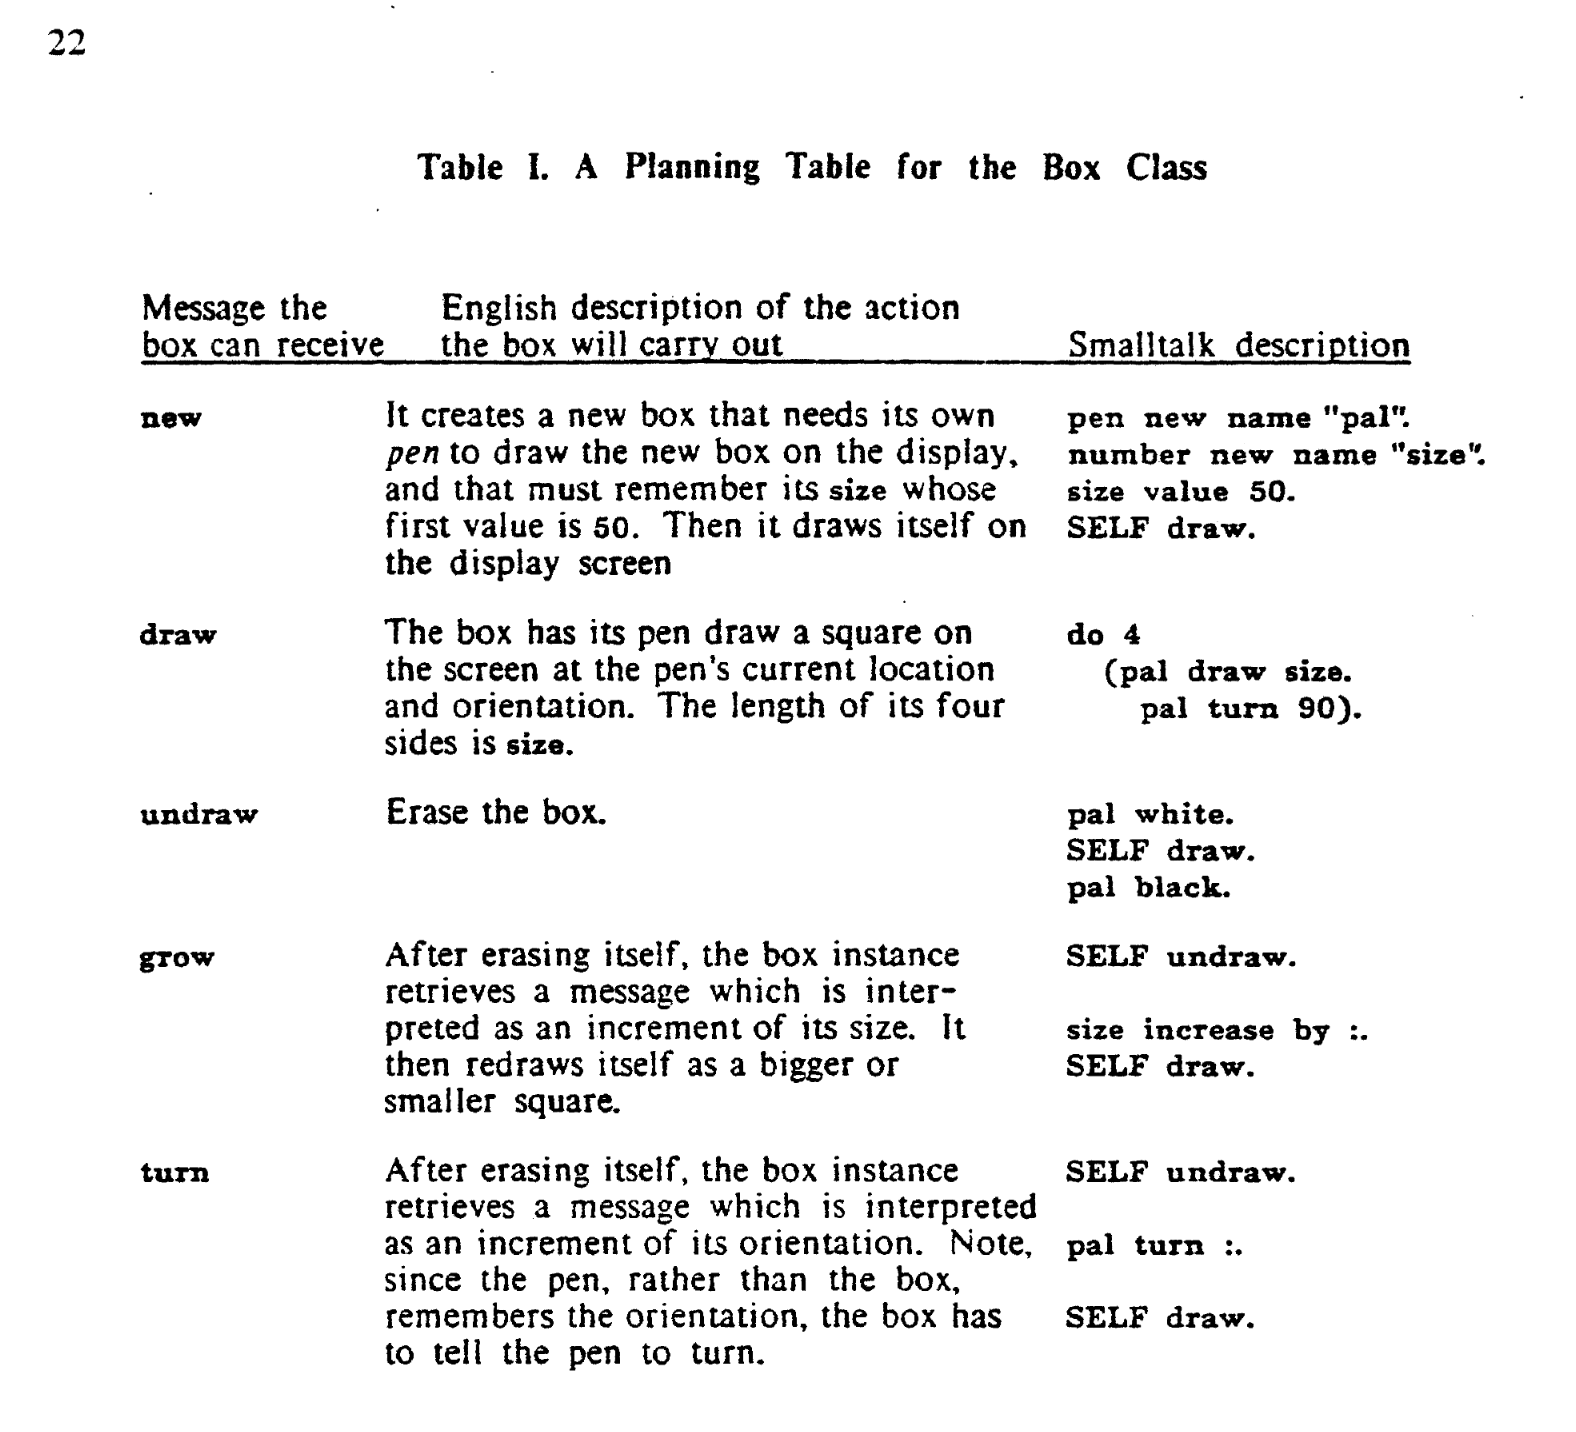 22
Table I. A Planning Table for the Box Class
Message the English description of the action
box can receive the box will carry out Smalltalk description
new It creates a new box that needs its own pen new name "pal".
pen to draw the new box on the display, number new name "size".
and that must remember its size whose size value 50.
first value is 50. Then it draws itself on SELF draw.
the display screen
draw The box has its pen draw a square on do 4
the screen at the pen's current location (pal draw size.
and orientation. The length of its four pal turn 90).
sides is size.
undraw Erase the box. pal white.
SELF draw.
pal black.
grow After erasing itself, the box instance SELF undraw.
retrieves a message which is inter-
preted as an increment of its size. It size increase by :.
then redraws itself as a bigger or SELF draw.
smaller square.
turn After erasing itself, the box instance SELF undraw.
retrieves a message which is interpreted
as an increment of its orientation. Note, pal turn :.
since the pen, rather than the box,
remembers the orientation, the box has SELF draw.
to tell the pen to turn.